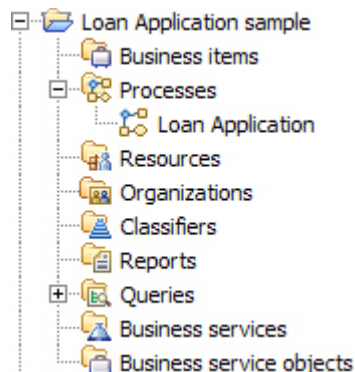 Loan Application sample
Business items
Processes
Loan Application
Resources
Organizations
Classifiers
Reports
Queries
Business services
Business service objects